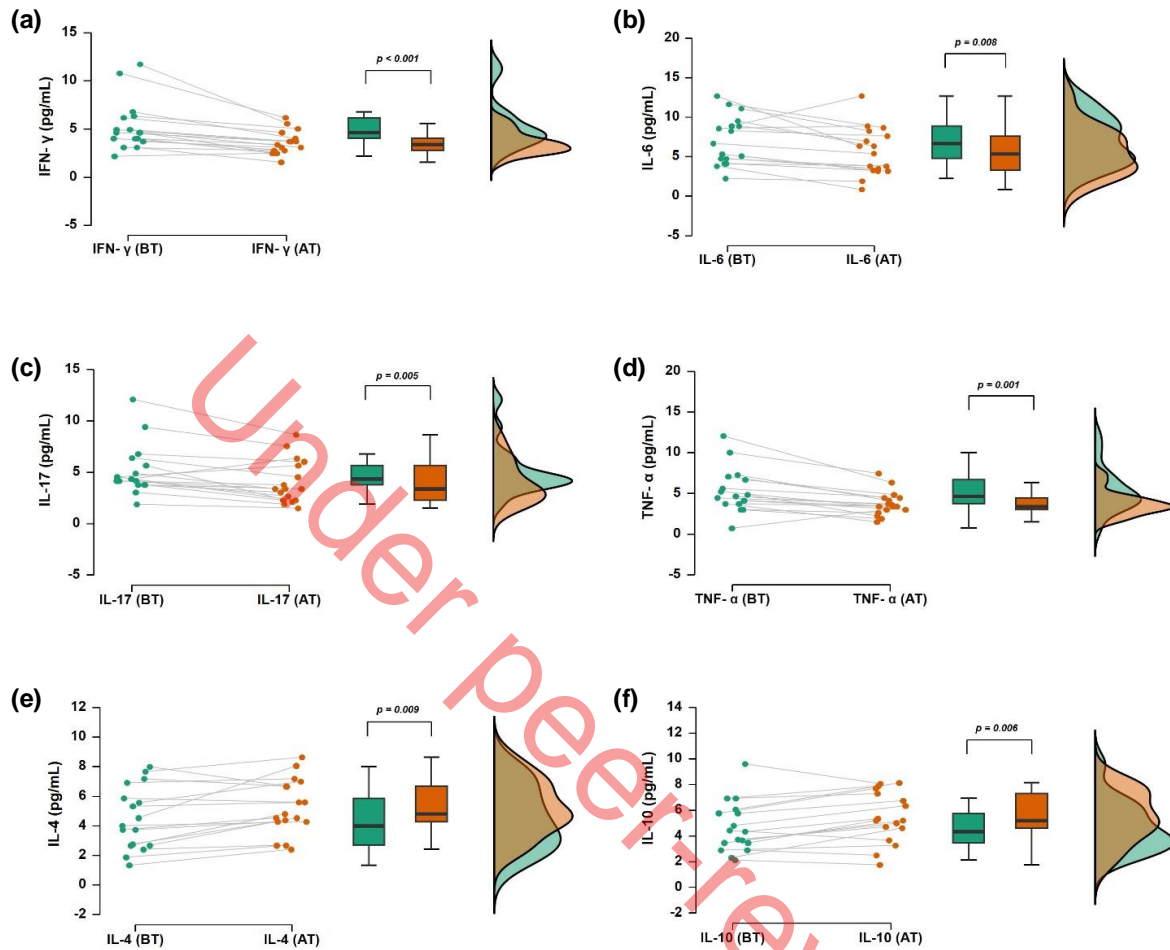 (a)
15
10
5
0
-5
IFN- γ (pg/mL)
p < 0.001
IFN- γ (BT)
IFN- γ (AT)
(b)
20
15
10
5
0
-5
IL-6 (pg/mL)
p = 0.008
IL-6 (BT)
IL-6 (AT)
(c)
15
10
5
0
-5
IL-17 (pg/mL)
p = 0.005
IL-17 (BT)
IL-17 (AT)
(d)
20
15
10
5
0
-5
TNF- α (pg/mL)
p = 0.001
TNF- α (BT)
TNF- α (AT)
(e)
12
10
8
6
4
2
0
-2
IL-4 (pg/mL)
p = 0.009
IL-4 (BT)
IL-4 (AT)
(f)
14
12
10
8
6
4
2
0
-2
IL-10 (pg/mL)
p = 0.006
IL-10 (BT)
IL-10 (AT)
Under peer-rev